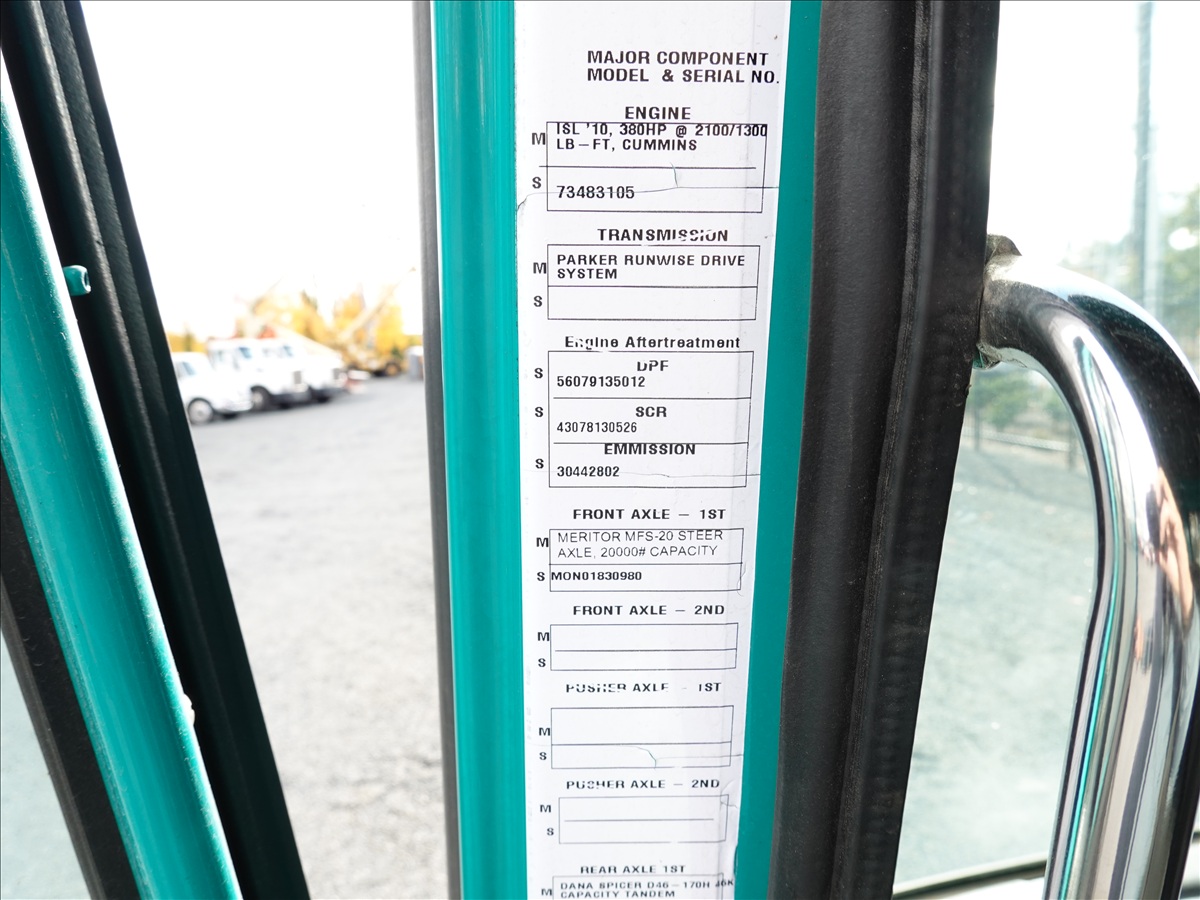 MAJOR COMPONENT
MODEL & SERIAL NO.
ENGINE
M ISL '10, 380HP @ 2100/1300
LB-FT, CUMMINS
S 73483105
TRANSMISSION
M PARKER RUNWISE DRIVE
SYSTEM
S
Engine Aftertreatment
DPF
S 56079135012
SCR
S 43078130526
EMMISSION
S 30442802
FRONT AXLE - 1ST
M MERITOR MFS-20 STEER
AXLE, 20000# CAPACITY
S MON01830980
FRONT AXLE - 2ND
M
S
PUSHER AXLE - 1ST
M
S
PUSHER AXLE - 2ND
M
S
REAR AXLE 1ST
M DANA SPICER D46-170H 46K
CAPACITY TANDEM